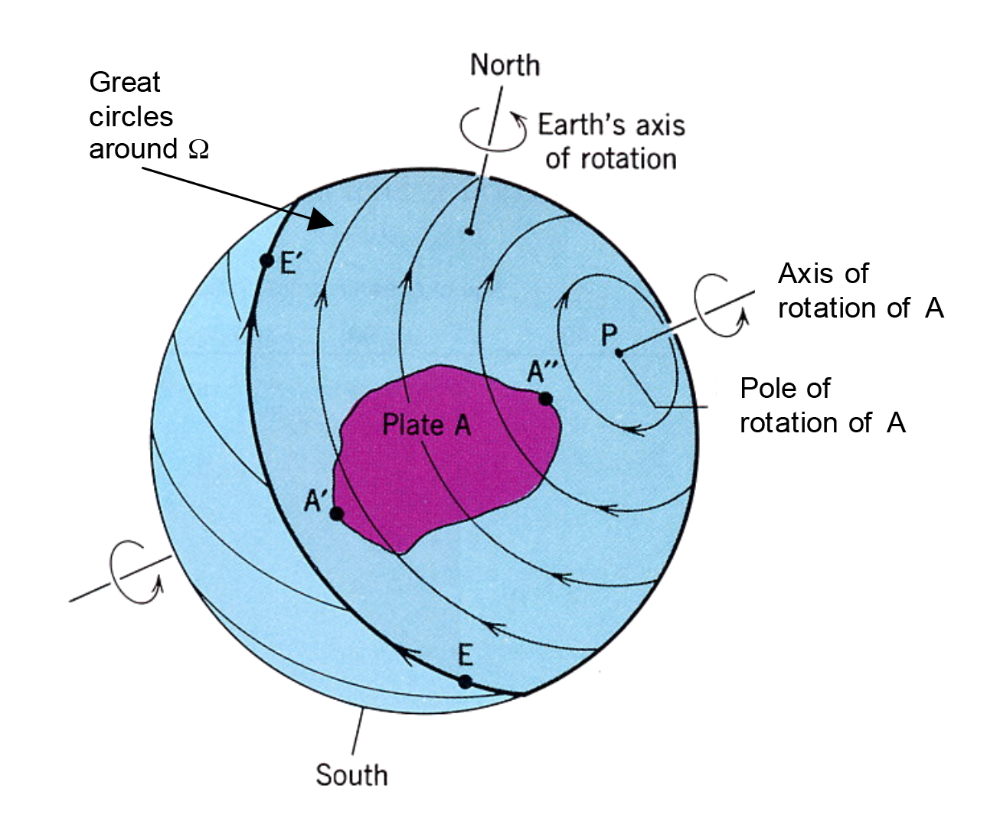 North
Great
circles
around Ω
Earth's axis
of rotation
E′
Axis of
rotation of A
P
A″
Pole of
rotation of A
Plate A
A′
E
South